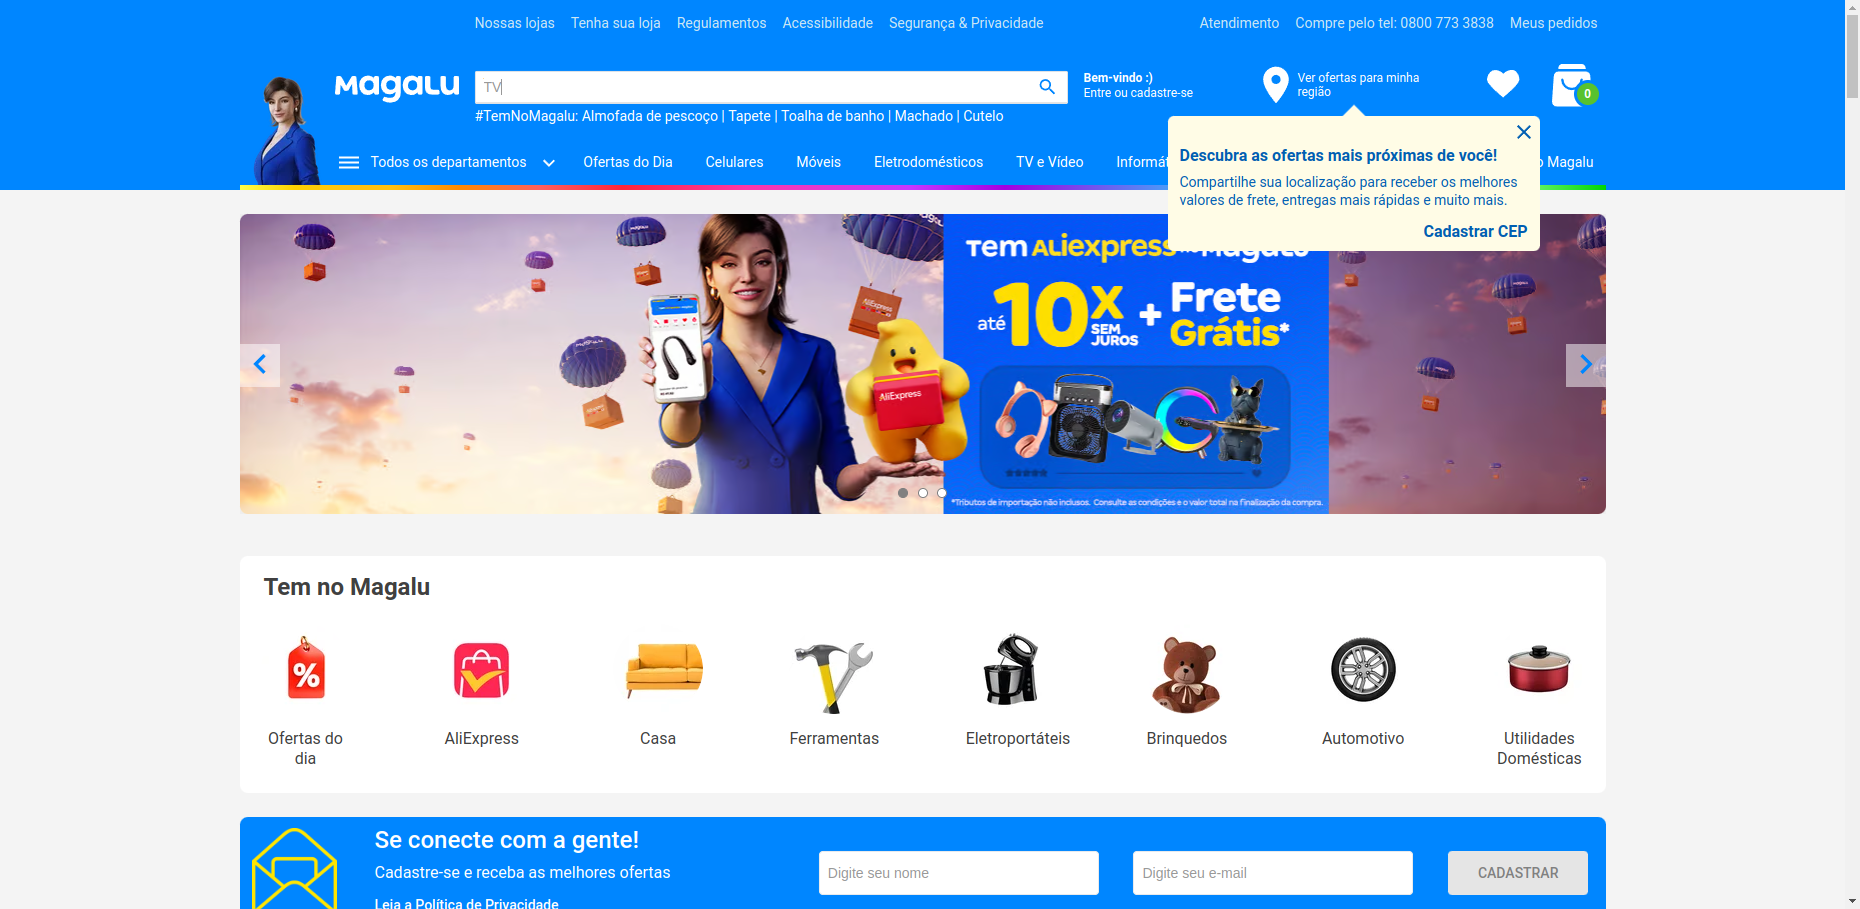 Nossas lojas Tenha sua loja Regulamentos Acessibilidade Segurança & Privacidade Atendimento Compre pelo tel: 0800 773 3838 Meus pedidos
Magalu
TV
Bem-vindo :)
Entre ou cadastre-se
Ver ofertas para minha
região
0
#TemNoMagalu: Almofada de pescoço | Tapete | Toalha de banho | Machado | Cutelo
Todos os departamentos Ofertas do Dia Celulares Móveis Eletrodomésticos TV e Vídeo Informát
o Magalu
Descubra as ofertas mais próximas de você!
Compartilhe sua localização para receber os melhores
valores de frete, entregas mais rápidas e muito mais.
Cadastrar CEP
Tem Aliexpress no Magalu
até 10x SEM JUROS + Frete Grátis*
AliExpress
AliExpress
*Tributos de importação não inclusos. Consulte as condições e o valor total na finalização da compra.
Tem no Magalu
%
Ofertas do
dia
AliExpress
Casa
Ferramentas
Eletroportáteis
Brinquedos
Automotivo
Utilidades
Domésticas
Se conecte com a gente!
Cadastre-se e receba as melhores ofertas
Leia a Política de Privacidade
Digite seu nome
Digite seu e-mail
CADASTRAR